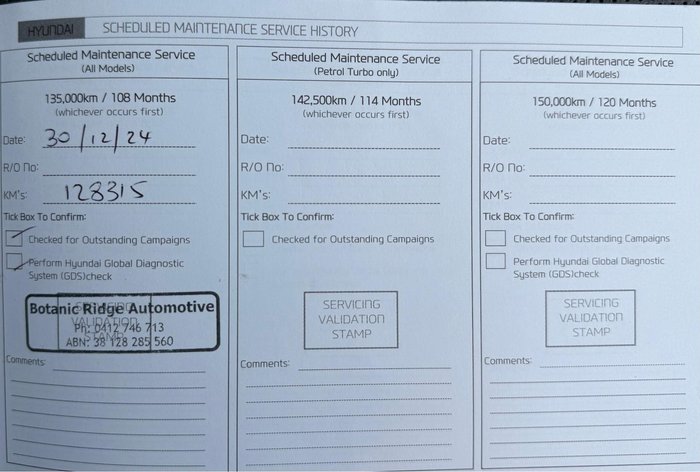 HYUNDAI SCHEDULED MAINTENANCE SERVICE HISTORY
Scheduled Maintenance Service
(All Models)
135,000km / 108 Months
(whichever occurs first)
Date: 30/12/24
R/O No:
KM's: 128315
Tick Box To Confirm:
Checked for Outstanding Campaigns
Perform Hyundai Global Diagnostic
System (GDS)check
SERVICING
VALIDATION
STAMP
Botanic Ridge Automotive
Ph: 0412 746 713
ABN: 38 128 285 560
Comments:
Scheduled Maintenance Service
(Petrol Turbo only)
142,500km / 114 Months
(whichever occurs first)
Date:
R/O No:
KM's:
Tick Box To Confirm:
Checked for Outstanding Campaigns
SERVICING
VALIDATION
STAMP
Comments:
Scheduled Maintenance Service
(All Models)
150,000km / 120 Months
(whichever occurs first)
Date:
R/O No:
KM's:
Tick Box To Confirm:
Checked for Outstanding Campaigns
Perform Hyundai Global Diagnostic
System (GDS)check
SERVICING
VALIDATION
STAMP
Comments: